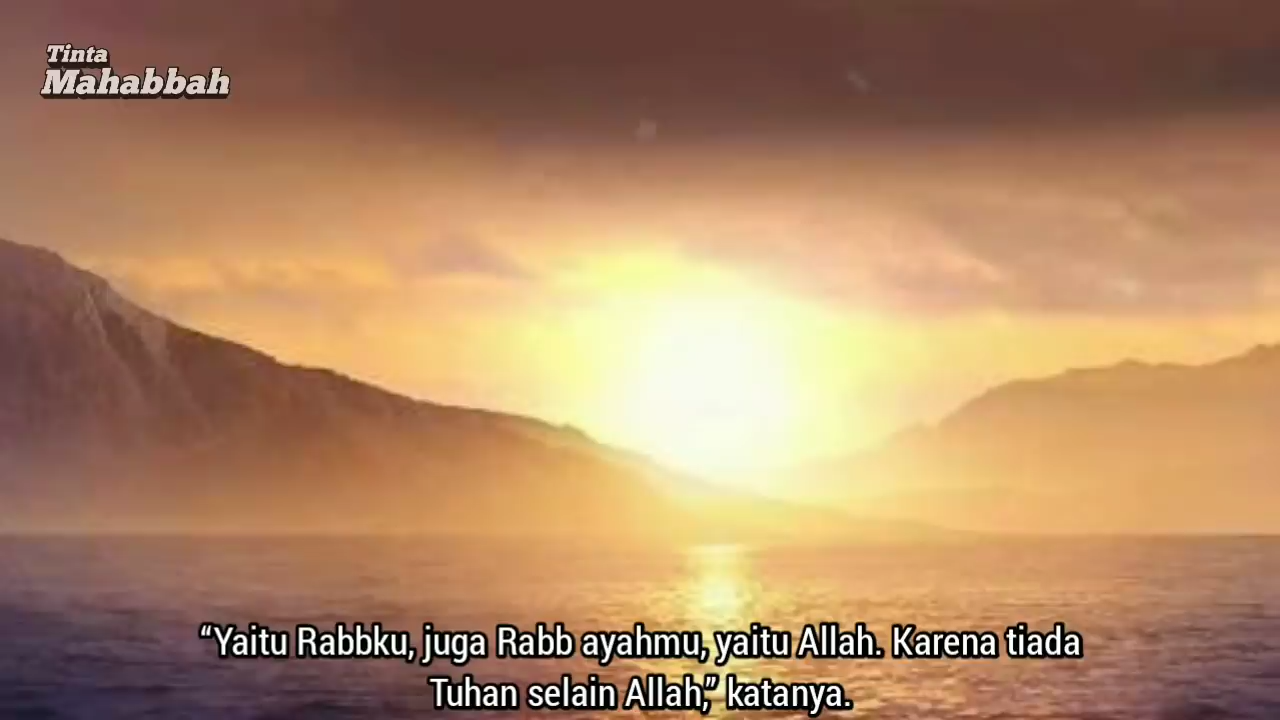 Tinta
Mahabbah
“Yaitu Rabbku, juga Rabb ayahmu, yaitu Allah. Karena tiada
Tuhan selain Allah,” katanya.